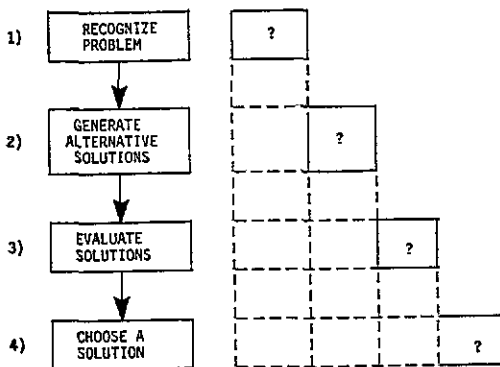 1)
RECOGNIZE
PROBLEM
?
2)
GENERATE
ALTERNATIVE
SOLUTIONS
?
3)
EVALUATE
SOLUTIONS
?
4)
CHOOSE A
SOLUTION
?